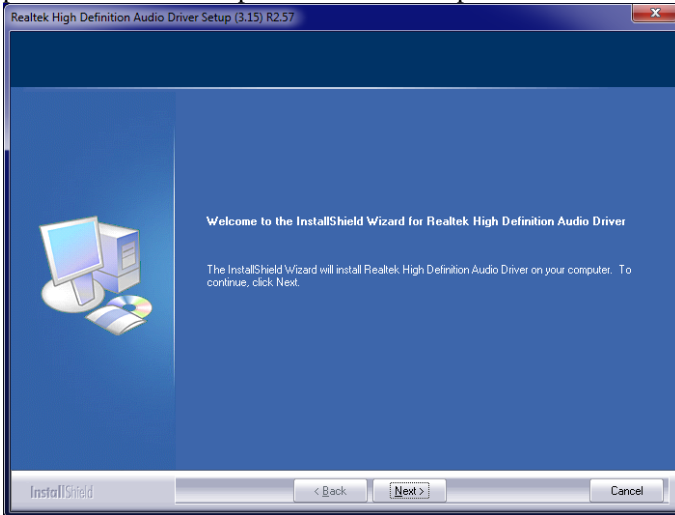 Realtek High Definition Audio Driver Setup (3.15) R2.57
Welcome to the InstallShield Wizard for Realtek High Definition Audio Driver
The InstallShield Wizard will install Realtek High Definition Audio Driver on your computer. To
continue, click Next.
InstallShield
< Back
Next >
Cancel